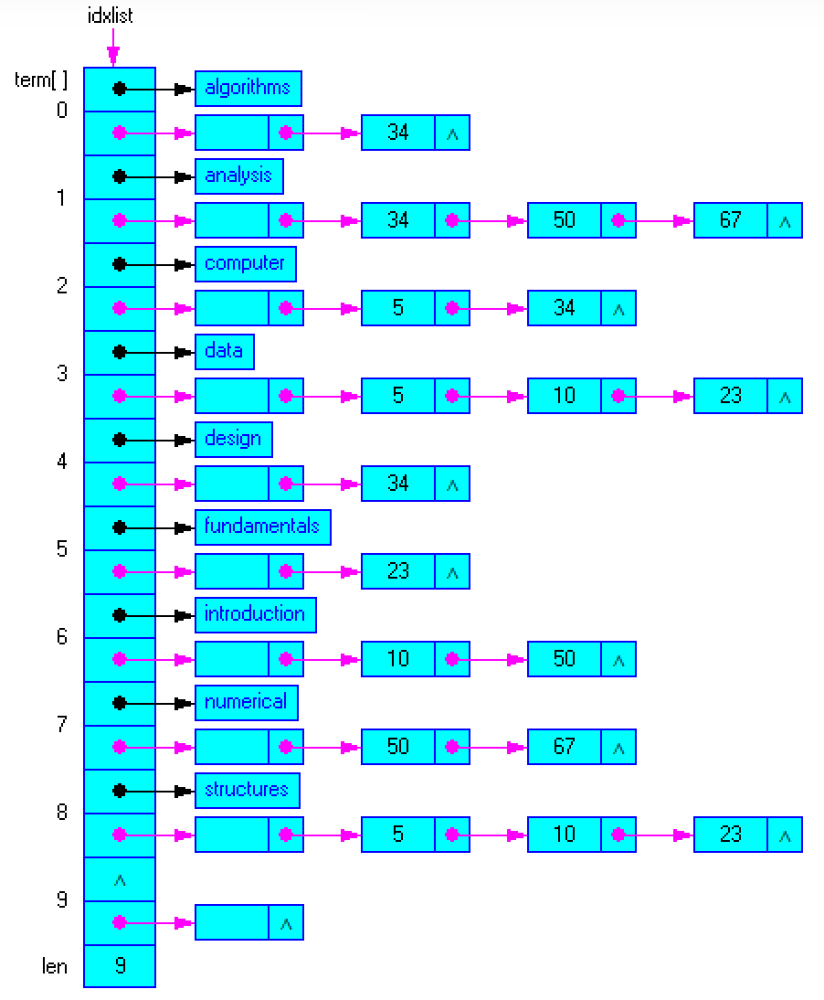 idxlist
term[ ]
algorithms
0
34 ^
analysis
1
34 50 67 ^
computer
2
5 34 ^
data
3
5 10 23 ^
design
4
34 ^
fundamentals
5
23 ^
introduction
6
10 50 ^
numerical
7
50 67 ^
structures
8
5 10 23 ^
^
9
^
len 9